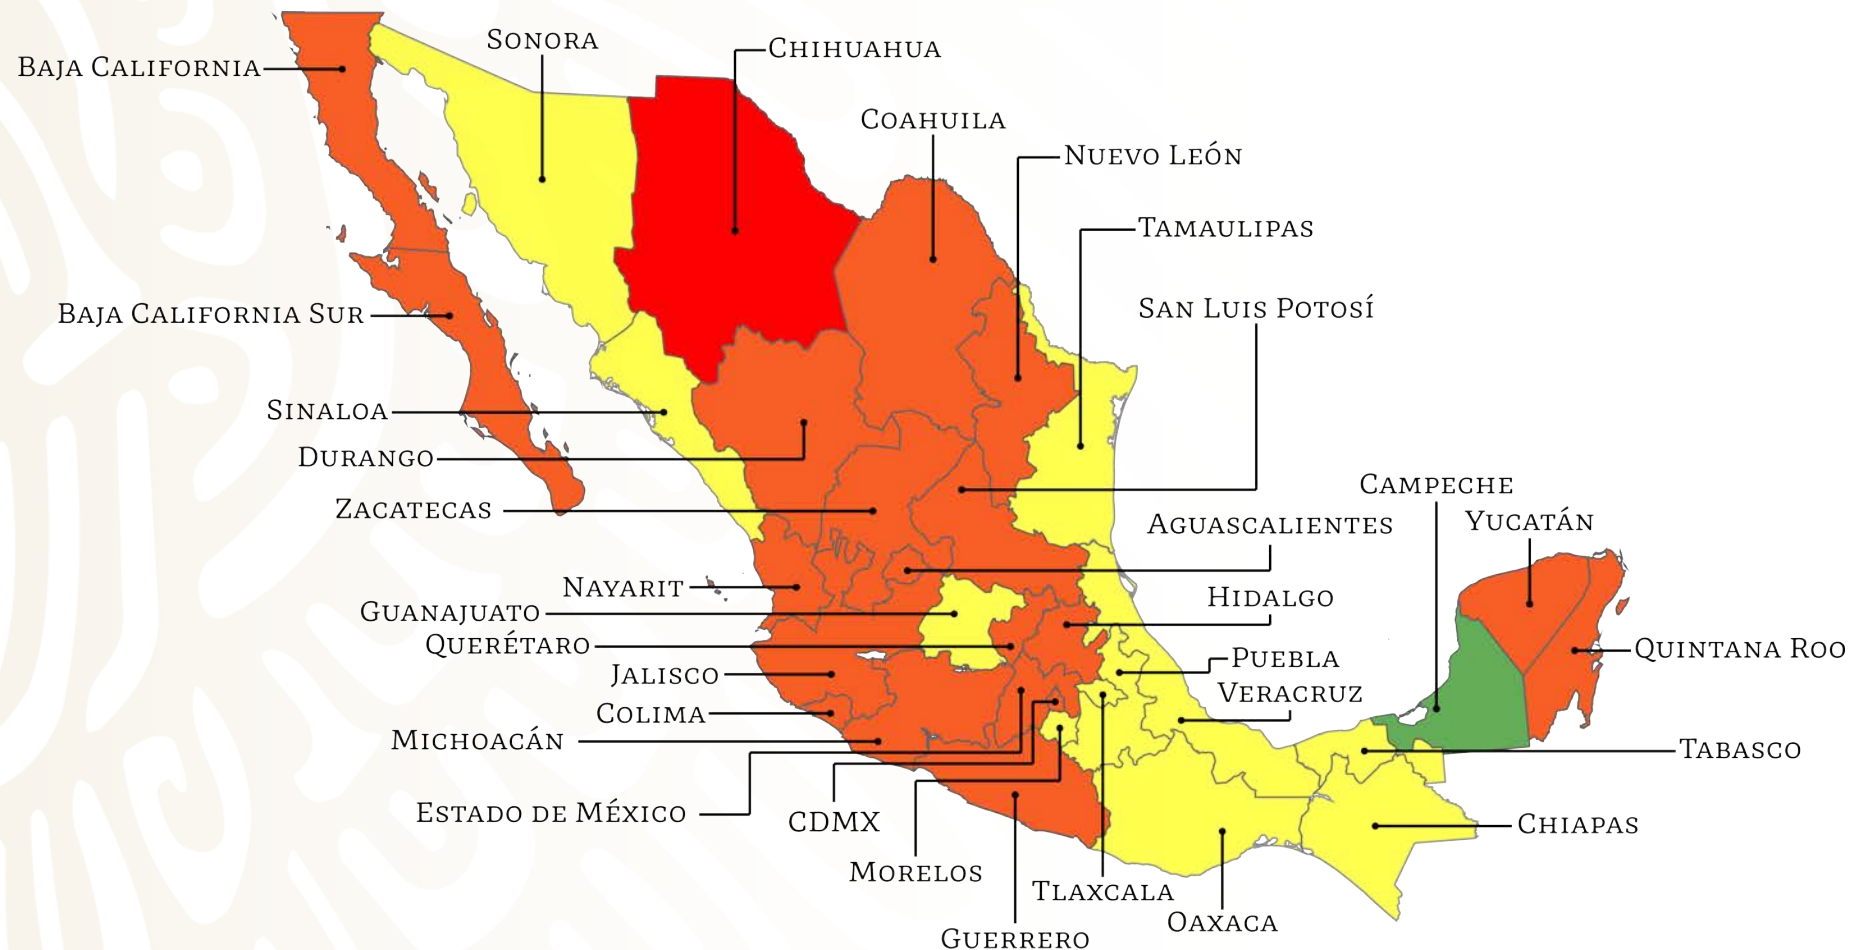 SONORA
CHIHUAHUA
BAJA CALIFORNIA
COAHUILA
NUEVO LEÓN
TAMAULIPAS
SAN LUIS POTOSÍ
BAJA CALIFORNIA SUR
SINALOA
DURANGO
CAMPECHE
ZACATECAS
YUCATÁN
AGUASCALIENTES
NAYARIT
HIDALGO
GUANAJUATO
QUERÉTARO
QUINTANA ROO
PUEBLA
JALISCO
VERACRUZ
COLIMA
MICHOACÁN
TABASCO
ESTADO DE MÉXICO
CDMX
CHIAPAS
MORELOS
TLAXCALA
OAXACA
GUERRERO